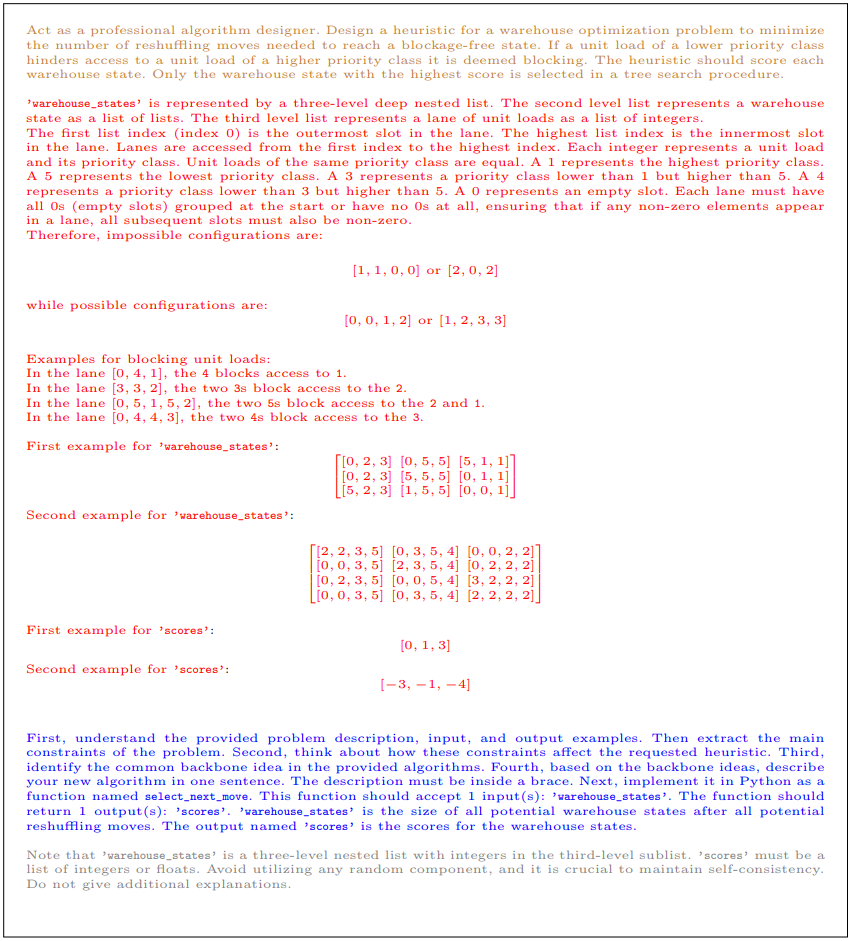 Act as a professional algorithm designer. Design a heuristic for a warehouse optimization problem to minimize
the number of reshuffling moves needed to reach a blockage-free state. If a unit load of a lower priority class
hinders access to a unit load of a higher priority class it is deemed blocking. The heuristic should score each
warehouse state. Only the warehouse state with the highest score is selected in a tree search procedure.
'warehouse_states' is represented by a three-level deep nested list. The second level list represents a warehouse
state as a list of lists. The third level list represents a lane of unit loads as a list of integers.
The first list index (index 0) is the outermost slot in the lane. The highest list index is the innermost slot
in the lane. Lanes are accessed from the first index to the highest index. Each integer represents a unit load
and its priority class. Unit loads of the same priority class are equal. A 1 represents the highest priority class.
A 5 represents the lowest priority class. A 3 represents a priority class lower than 1 but higher than 5. A 4
represents a priority class lower than 3 but higher than 5. A 0 represents an empty slot. Each lane must have
all 0s (empty slots) grouped at the start or have no 0s at all, ensuring that if any non-zero elements appear
in a lane, all subsequent slots must also be non-zero.
Therefore, impossible configurations are:
[1, 1, 0, 0] or [2, 0, 2]
while possible configurations are:
[0, 0, 1, 2] or [1, 2, 3, 3]
Examples for blocking unit loads:
In the lane [0, 4, 1], the 4 blocks access to 1.
In the lane [3, 3, 2], the two 3s block access to the 2.
In the lane [0, 5, 1, 5, 2], the two 5s block access to the 2 and 1.
In the lane [0, 4, 4, 3], the two 4s block access to the 3.
First example for 'warehouse_states':
[0, 2, 3] [0, 5, 5] [5, 1, 1]
[0, 2, 3] [5, 5, 5] [0, 1, 1]
[5, 2, 3] [1, 5, 5] [0, 0, 1]
Second example for 'warehouse_states':
[2, 2, 3, 5] [0, 3, 5, 4] [0, 0, 2, 2]
[0, 0, 3, 5] [2, 3, 5, 4] [0, 2, 2, 2]
[0, 2, 3, 5] [0, 0, 5, 4] [3, 2, 2, 2]
[0, 0, 3, 5] [0, 3, 5, 4] [2, 2, 2, 2]
First example for 'scores':
[0, 1, 3]
Second example for 'scores':
[−3, −1, −4]
First, understand the provided problem description, input, and output examples. Then extract the main
constraints of the problem. Second, think about how these constraints affect the requested heuristic. Third,
identify the common backbone idea in the provided algorithms. Fourth, based on the backbone ideas, describe
your new algorithm in one sentence. The description must be inside a brace. Next, implement it in Python as a
function named select_next_move. This function should accept 1 input(s): 'warehouse_states'. The function should
return 1 output(s): 'scores'. 'warehouse_states' is the size of all potential warehouse states after all potential
reshuffling moves. The output named 'scores' is the scores for the warehouse states.
Note that 'warehouse_states' is a three-level nested list with integers in the third-level sublist. 'scores' must be a
list of integers or floats. Avoid utilizing any random component, and it is crucial to maintain self-consistency.
Do not give additional explanations.